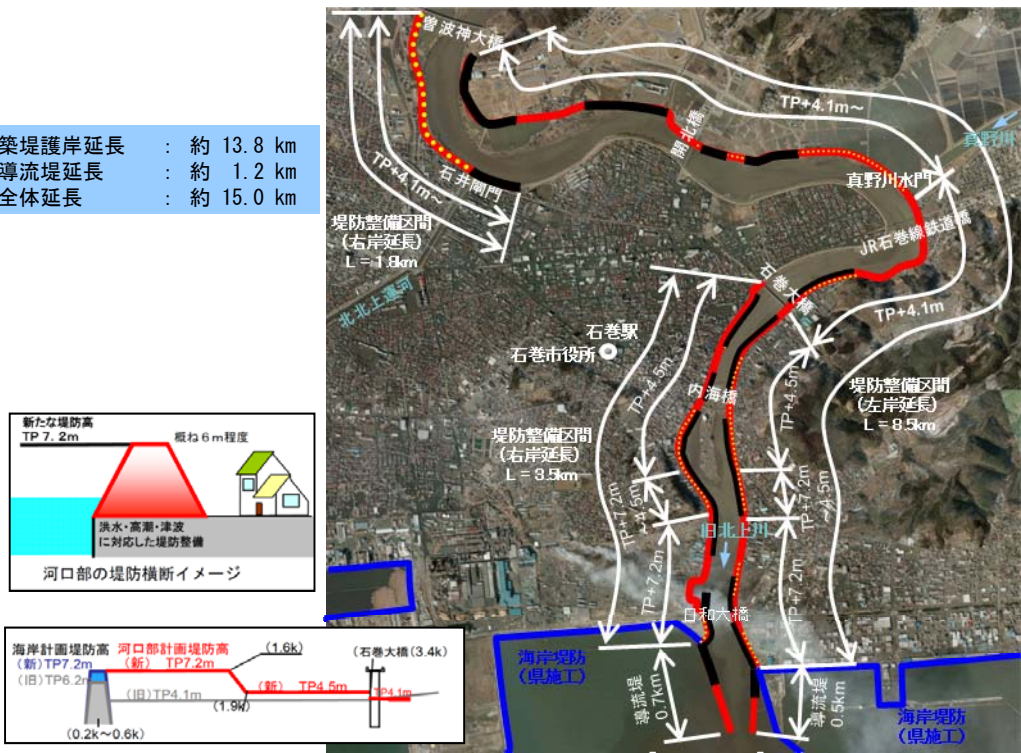 築堤護岸延長 : 約 13.8 km
導流堤延長 : 約 1.2 km
全体延長 : 約 15.0 km
曽波神大橋
TP+4.1m～
開北橋
真野川
真野川水門
TP+4.1m～
石井閘門
堤防整備区間
(右岸延長)
L = 1.8km
JR石巻線鉄道橋
石巻大橋
TP+4.1m
北北上運河
石巻駅
石巻市役所
TP+4.5m
内海橋
TP+4.5m
堤防整備区間
(左岸延長)
L = 8.5km
堤防整備区間
(右岸延長)
L = 3.5km
TP+7.2m
～4.5m
TP+7.2m
～4.5m
旧北上川
TP+7.2m
TP+7.2m
日和大橋
海岸堤防
(県施工)
導流堤
0.7km
導流堤
0.5km
海岸堤防
(県施工)
新たな堤防高
TP 7. 2m
概ね6m程度
洪水・高潮・津波
に対応した堤防整備
河口部の堤防横断イメージ
海岸計画堤防高
(新)TP7.2m
(旧)TP6.2m
河口部計画堤防高
(新) TP7.2m
(1.6k)
(石巻大橋(3.4k)
(旧)TP4.1m
(新) TP4.5m
TP4.1m
(1.9k)
(0.2k～0.6k)